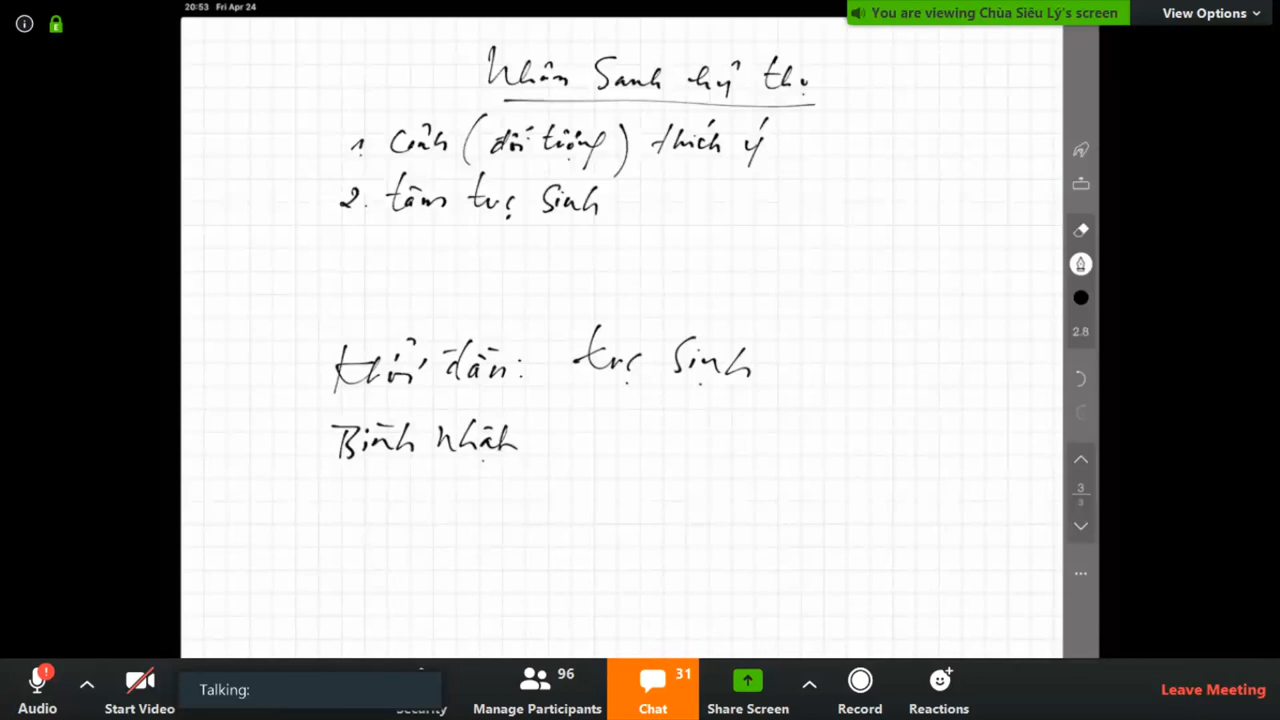 20:53 Fri Apr 24
You are viewing Chùa Siêu Lý's screen
View Options
Nhân Sanh hỷ thọ
1. Cảnh (đối tượng) thích ý
2. tâm tục sinh
2.8
Khởi dẫn: tục sinh
Bình nhật
3
3
96
31
Talking:
Audio
Start Video
Security
Manage Participants
Chat
Share Screen
Record
Reactions
Leave Meeting